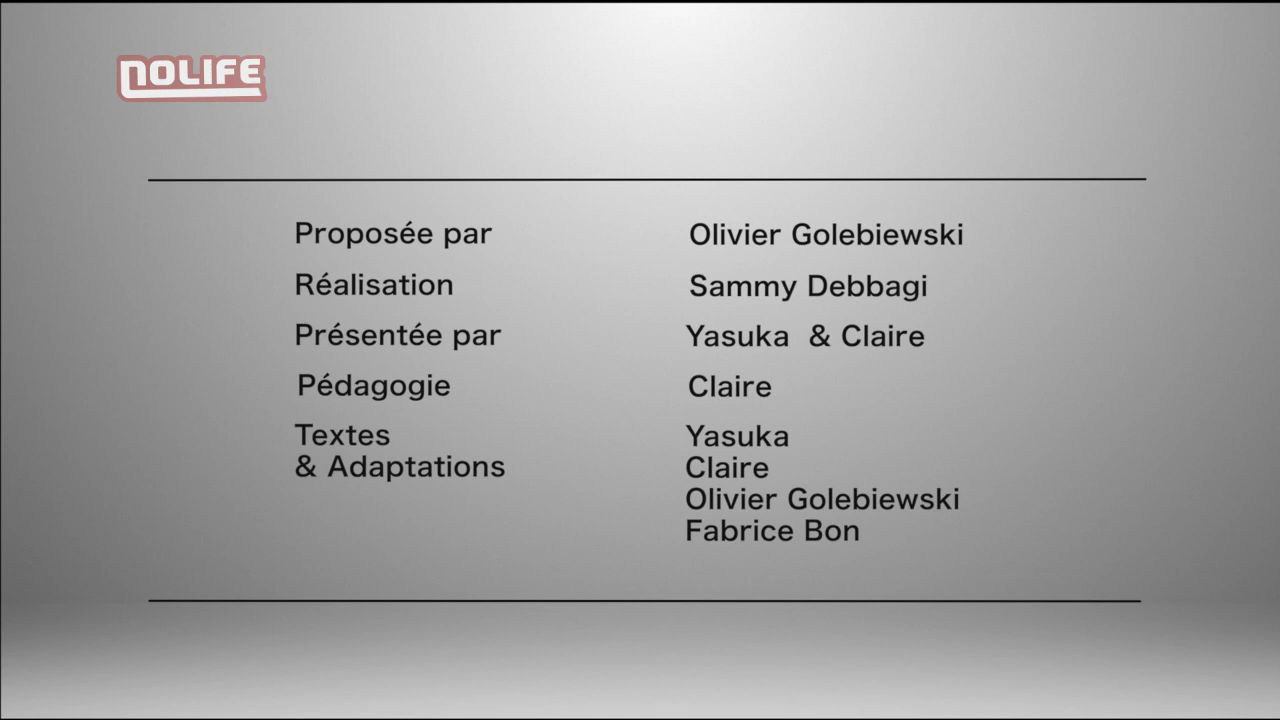 NOLIFE
Proposée par Olivier Golebiewski
Réalisation Sammy Debbagi
Présentée par Yasuka & Claire
Pédagogie Claire
Textes Yasuka
& Adaptations Claire
Olivier Golebiewski
Fabrice Bon